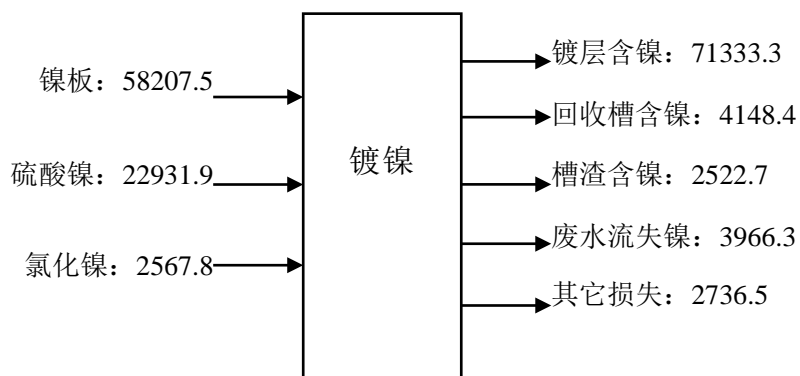 镍板：58207.5
硫酸镍：22931.9
氯化镍：2567.8
镀镍
镀层含镍：71333.3
回收槽含镍：4148.4
槽渣含镍：2522.7
废水流失镍：3966.3
其它损失：2736.5